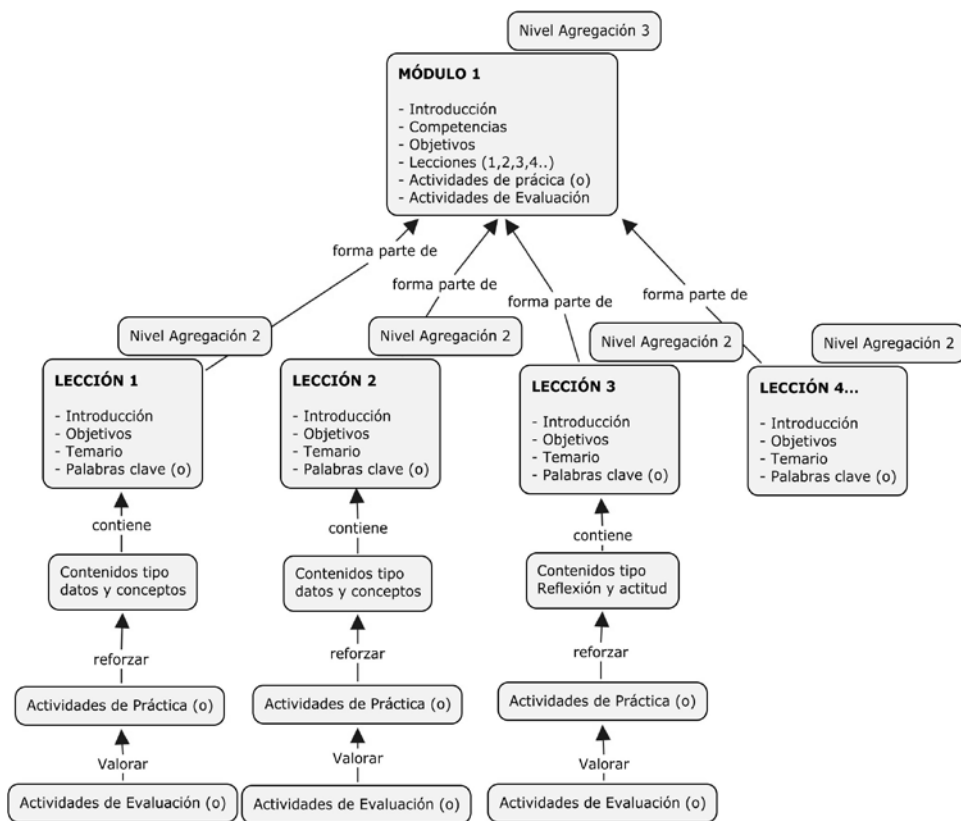 Nivel Agregación 3
MÓDULO 1
- Introducción
- Competencias
- Objetivos
- Lecciones (1,2,3,4..)
- Actividades de prácica (o)
- Actividades de Evaluación
forma parte de
forma parte de
forma parte de
forma parte de
Nivel Agregación 2
LECCIÓN 1
- Introducción
- Objetivos
- Temario
- Palabras clave (o)
contiene
Contenidos tipo
datos y conceptos
reforzar
Actividades de Práctica (o)
Valorar
Actividades de Evaluación (o)
Nivel Agregación 2
LECCIÓN 2
- Introducción
- Objetivos
- Temario
- Palabras clave (o)
contiene
Contenidos tipo
datos y conceptos
reforzar
Actividades de Práctica (o)
Valorar
Actividades de Evaluación (o)
Nivel Agregación 2
LECCIÓN 3
- Introducción
- Objetivos
- Temario
- Palabras clave (o)
contiene
Contenidos tipo
Reflexión y actitud
reforzar
Actividades de Práctica (o)
Valorar
Actividades de Evaluación (o)
Nivel Agregación 2
LECCIÓN 4...
- Introducción
- Objetivos
- Temario
- Palabras clave (o)